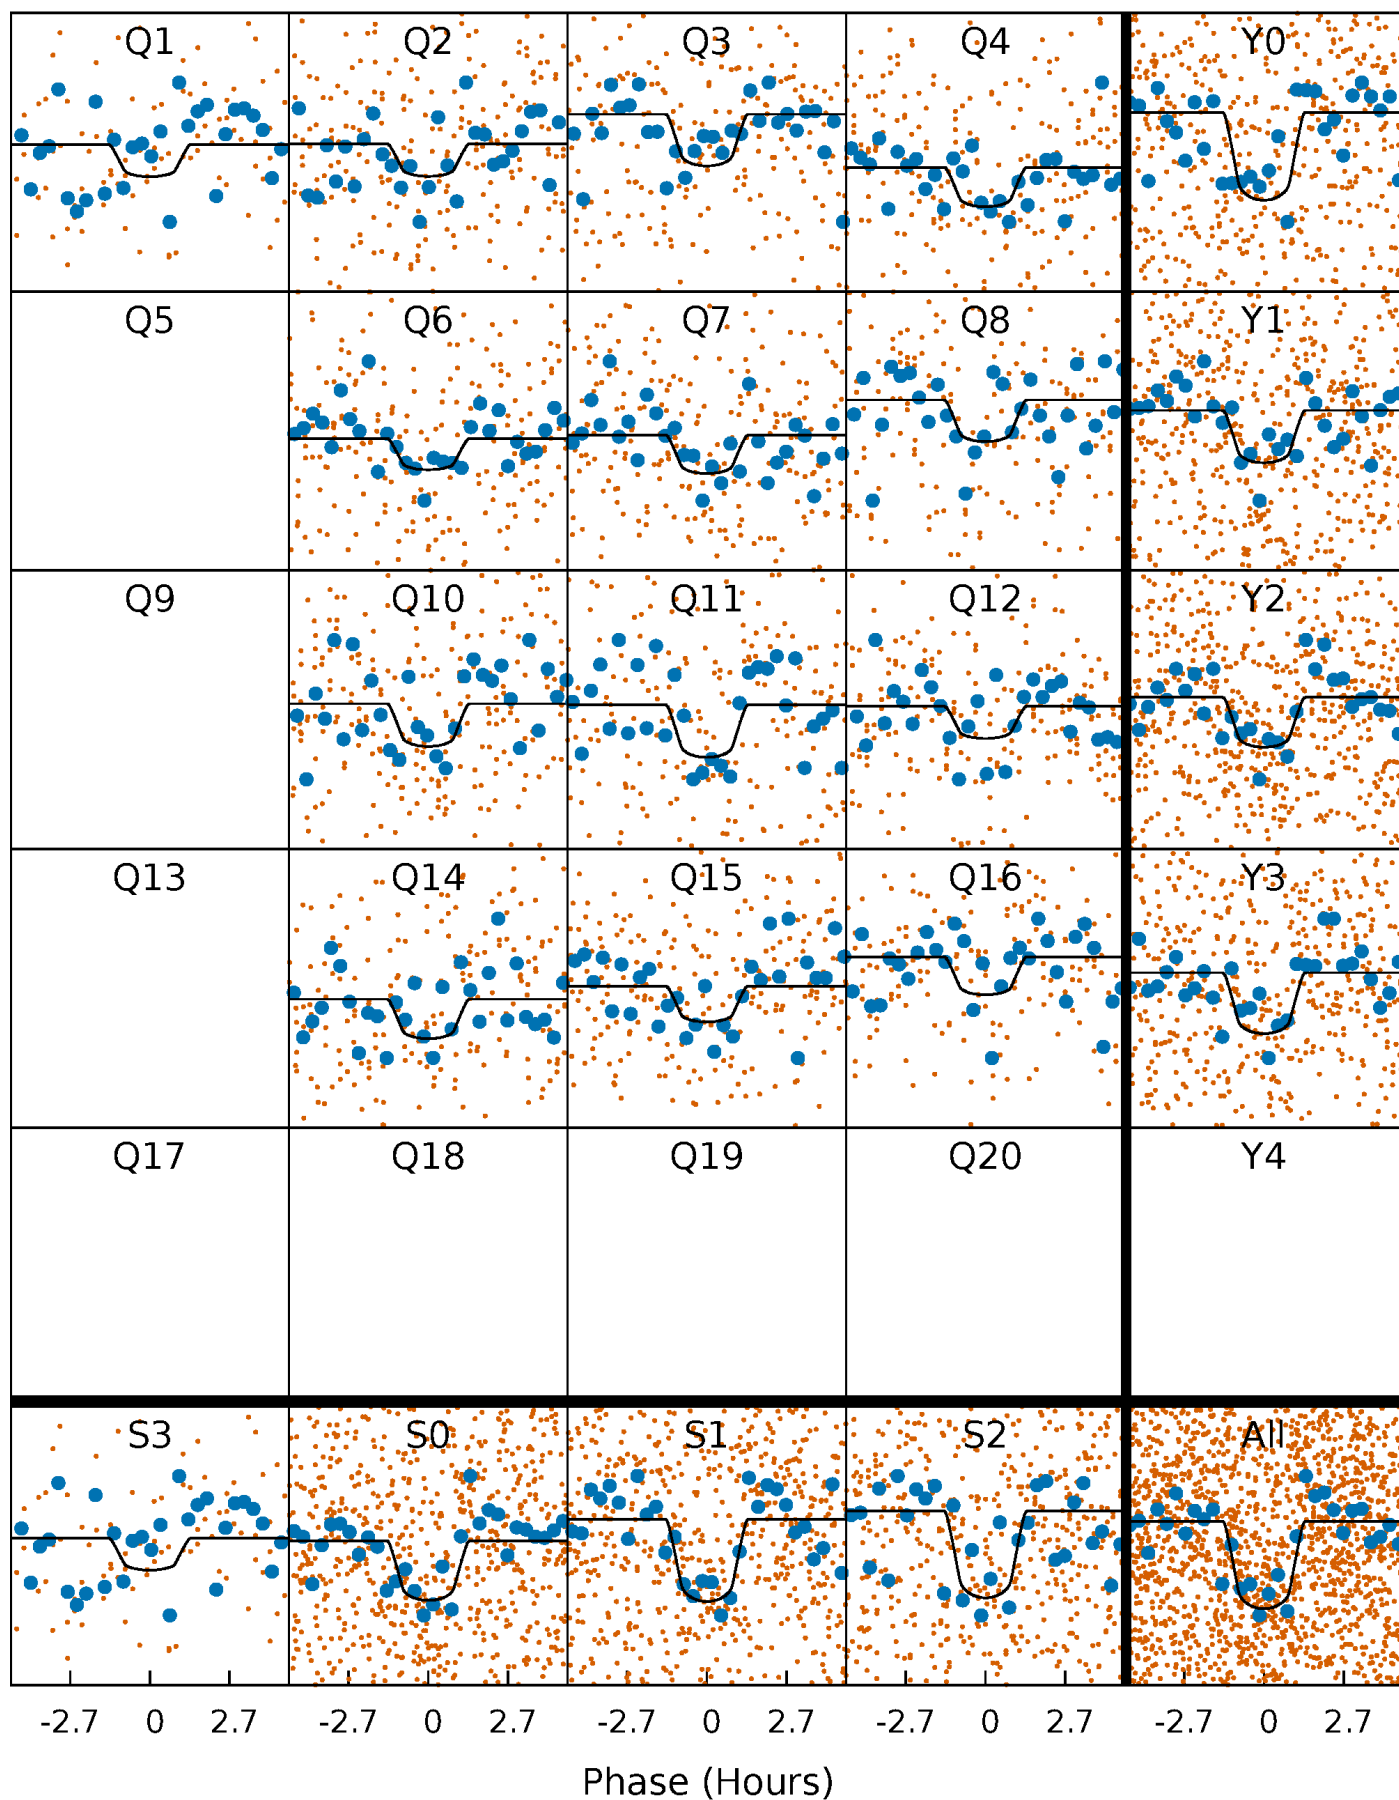 Q1 Q2 Q3 Q4 Y0
Q5 Q6 Q7 Q8 Y1
Q9 Q10 Q11 Q12 Y2
Q13 Q14 Q15 Q16 Y3
Q17 Q18 Q19 Q20 Y4
S3 S0 S1 S2 All
-2.7 0 2.7 -2.7 0 2.7 -2.7 0 2.7 -2.7 0 2.7 -2.7 0 2.7
Phase (Hours)